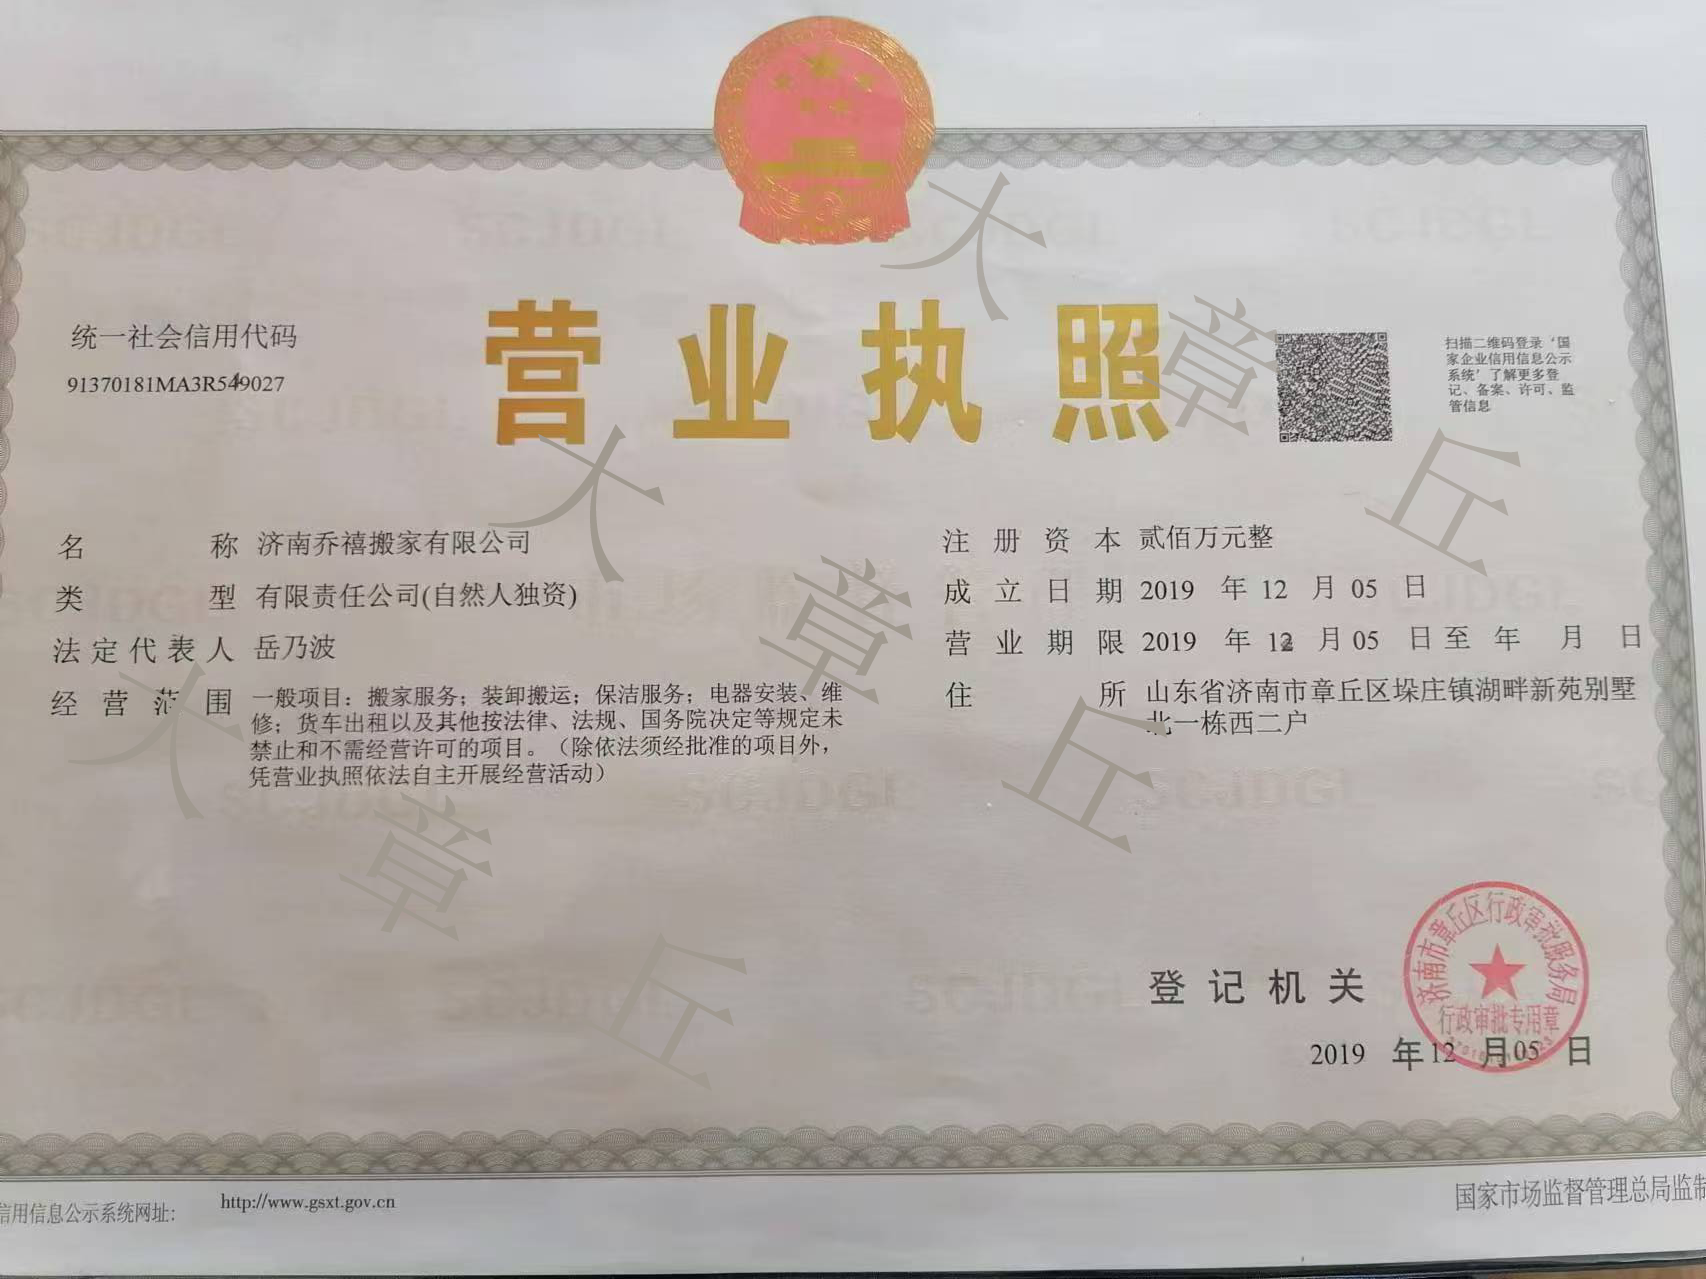 营业执照
统一社会信用代码
91370181MA3R549027
扫描二维码登录‘国
家企业信用信息公示
系统’了解更多登
记、备案、许可、监
管信息
名称 济南乔禧搬家有限公司
类型 有限责任公司(自然人独资)
法定代表人 岳乃波
经营范围 一般项目：搬家服务；装卸搬运；保洁服务；电器安装、维
修；货车出租以及其他按法律、法规、国务院决定等规定未
禁止和不需经营许可的项目。（除依法须经批准的项目外，
凭营业执照依法自主开展经营活动）
注册资本 贰佰万元整
成立日期 2019 年 12 月 05 日
营业期限 2019 年 12 月 05 日至 年 月 日
住所 山东省济南市章丘区垛庄镇湖畔新苑别墅
北一栋西二户
登记机关
济南市章丘区行政审批服务局
行政审批专用章
2019 年 12 月 05 日
信用信息公示系统网址:
http://www.gsxt.gov.cn
国家市场监督管理总局监制
大章丘
大章丘
大章丘
SCJDGL